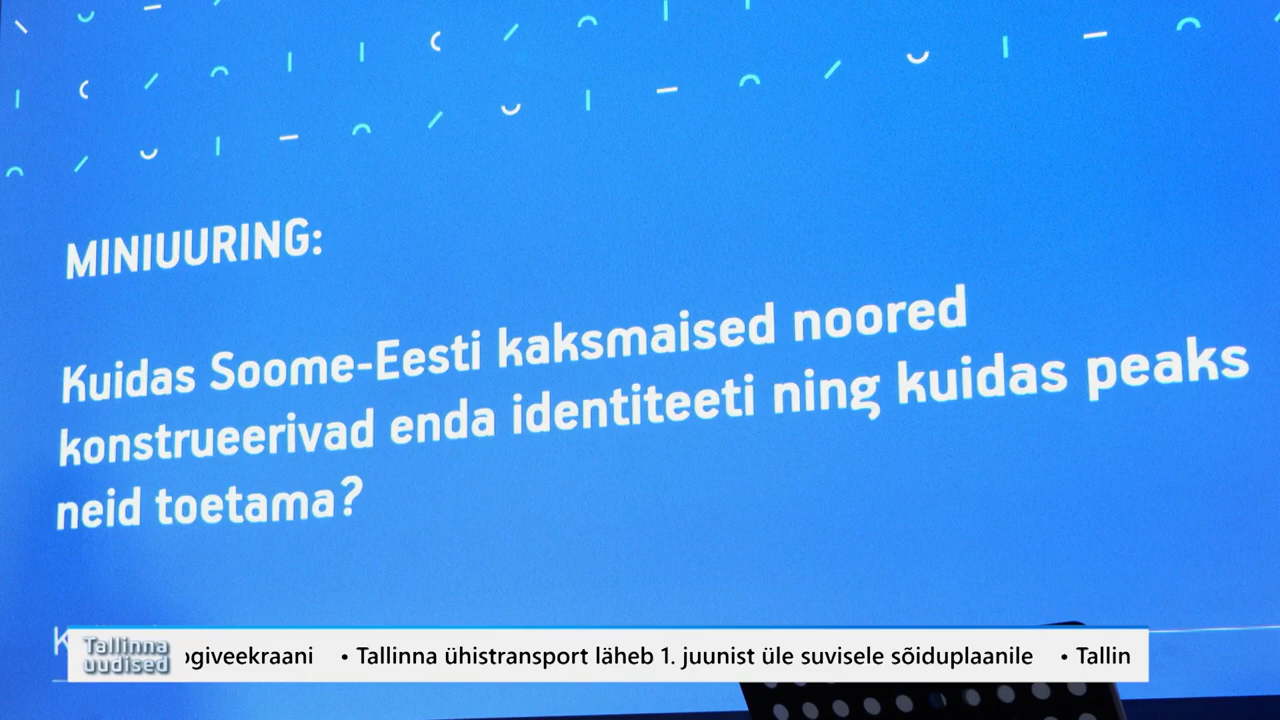 MINIUURING:
Kuidas Soome-Eesti kaksmaised noored
konstrueerivad enda identiteeti ning kuidas peaks
neid toetama?
Tallinna
uudised
ogiveekraani • Tallinna ühistransport läheb 1. juunist üle suvisele sõiduplaanile • Tallin